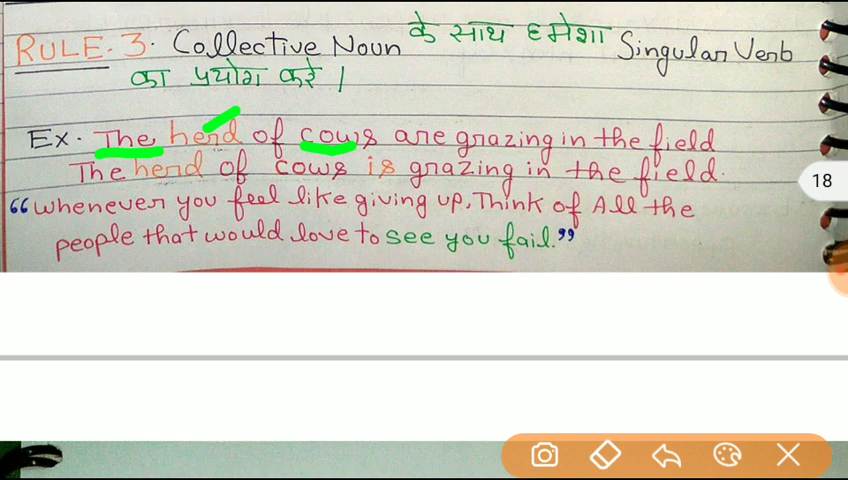 RULE-3. Collective Noun के साथ हमेशा Singular Verb
का प्रयोग करे।
Ex. The herd of cows are grazing in the field
The herd of cows is grazing in the field.
“Whenever you feel like giving up, Think of All the
people that would love to see you fail.”
18